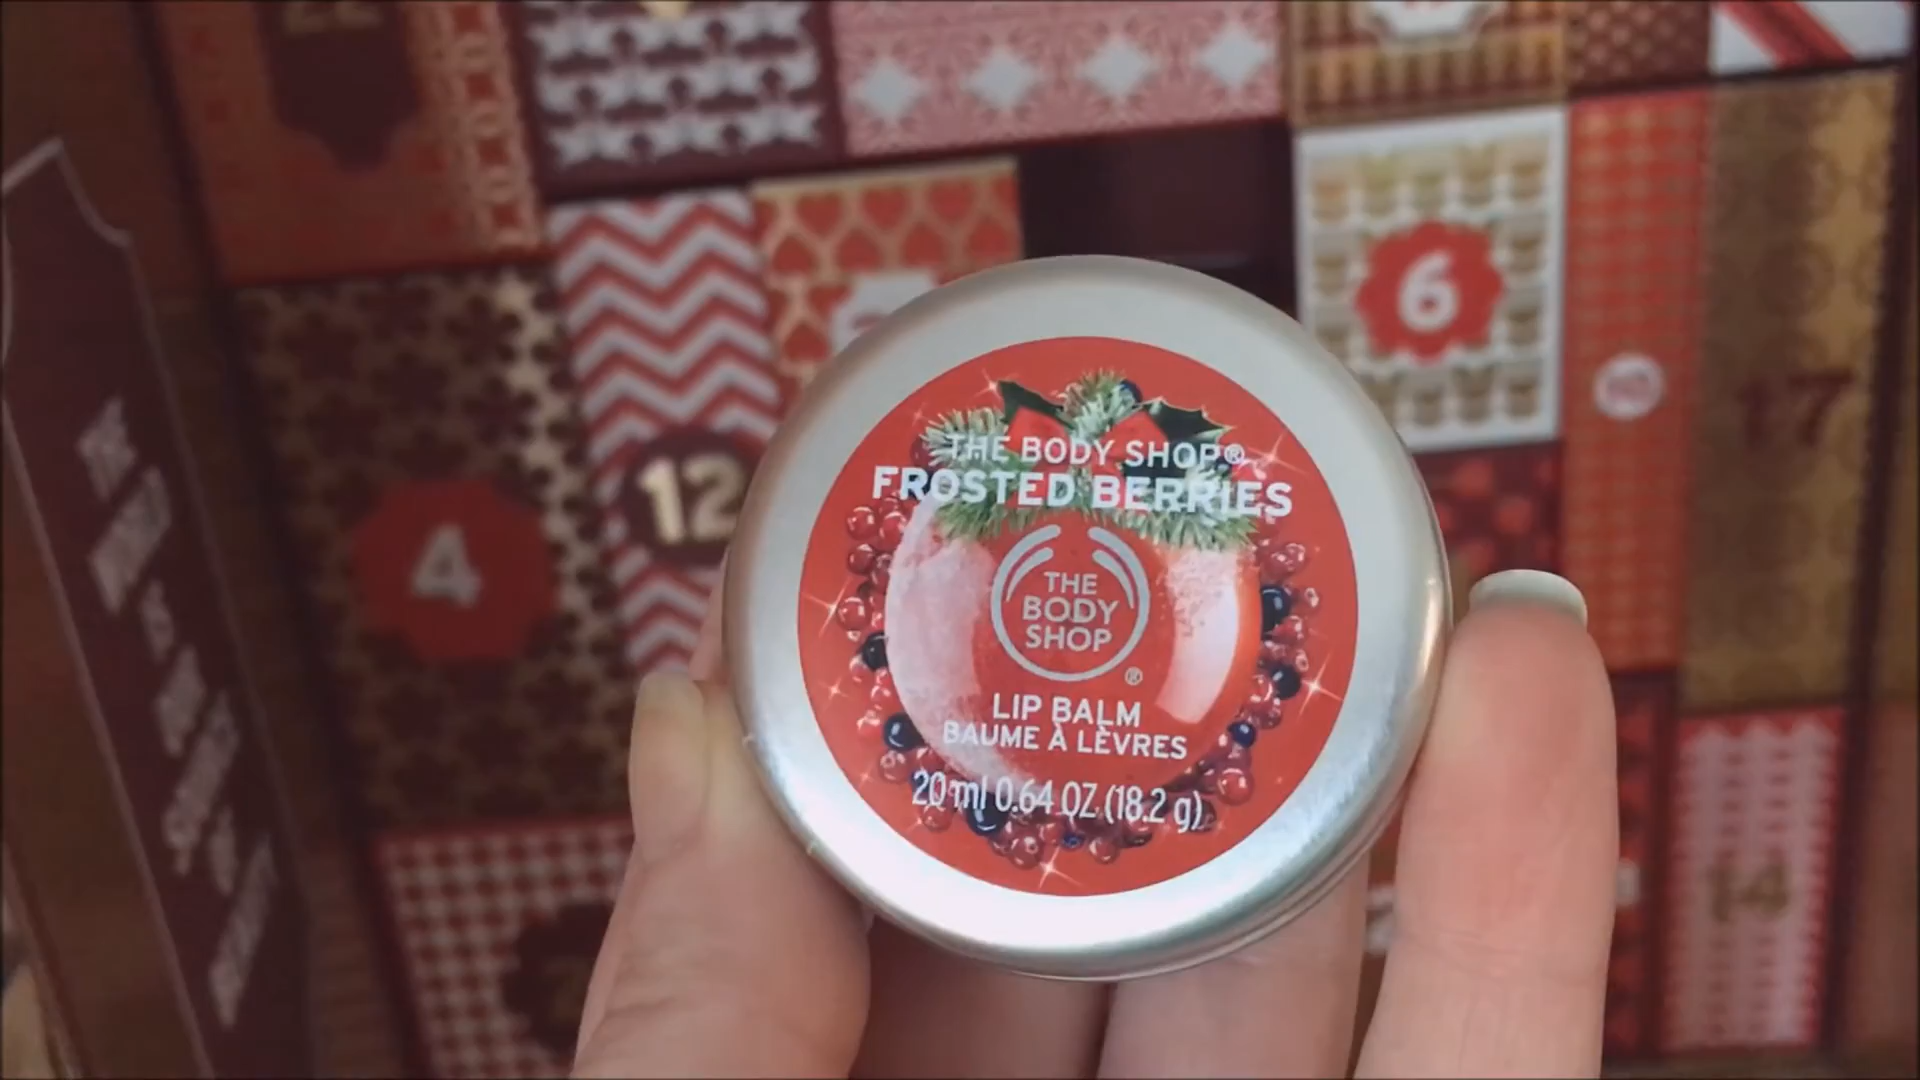 THE BODY SHOP®
FROSTED BERRIES
THE
BODY
SHOP
®
LIP BALM
BAUME À LÈVRES
20 ml 0.64 OZ (18.2 g)
6
4
12
17
10
14